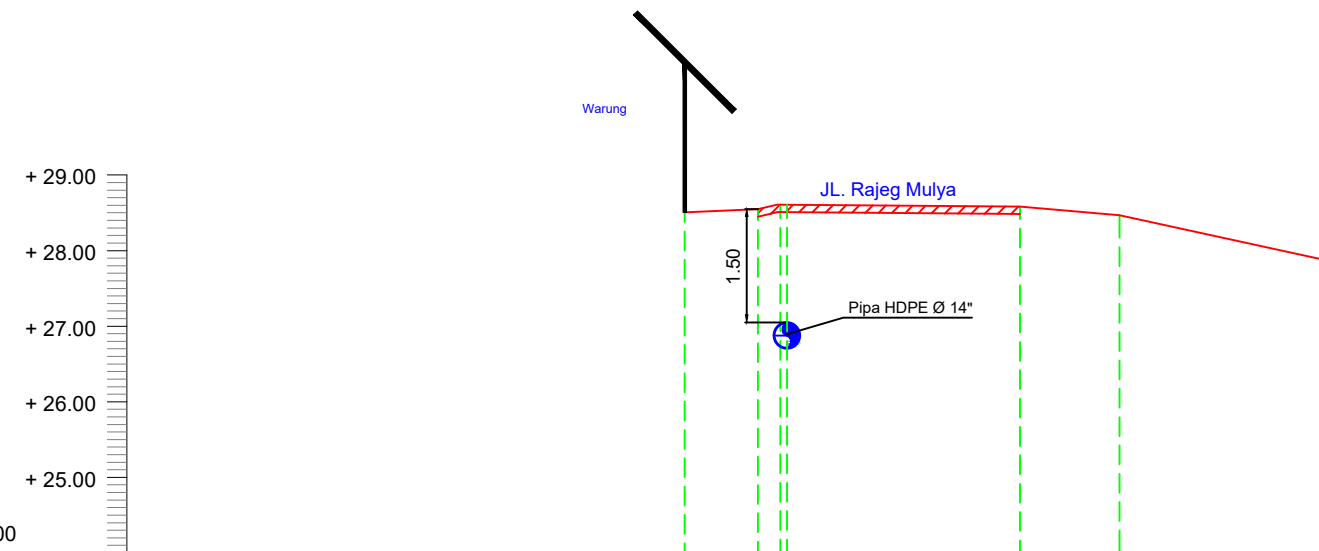 Warung
+ 29.00
JL. Rajeg Mulya
+ 28.00
1.50
Pipa HDPE Ø 14"
+ 27.00
+ 26.00
+ 25.00